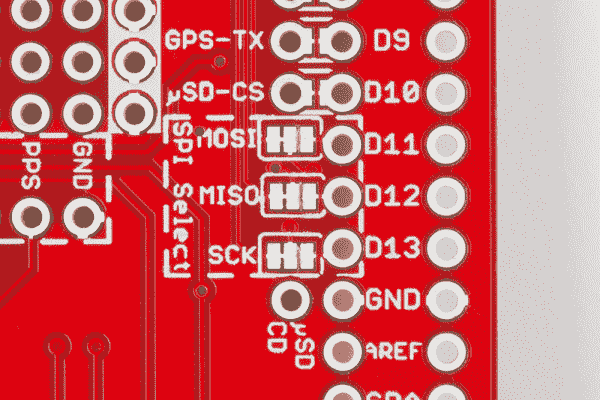 GPS-TX D9
µSD-CS D10
MOSI D11
MISO D12
SCK D13
SPI Select
PPS
GND
GND
µSD
CD
AREF